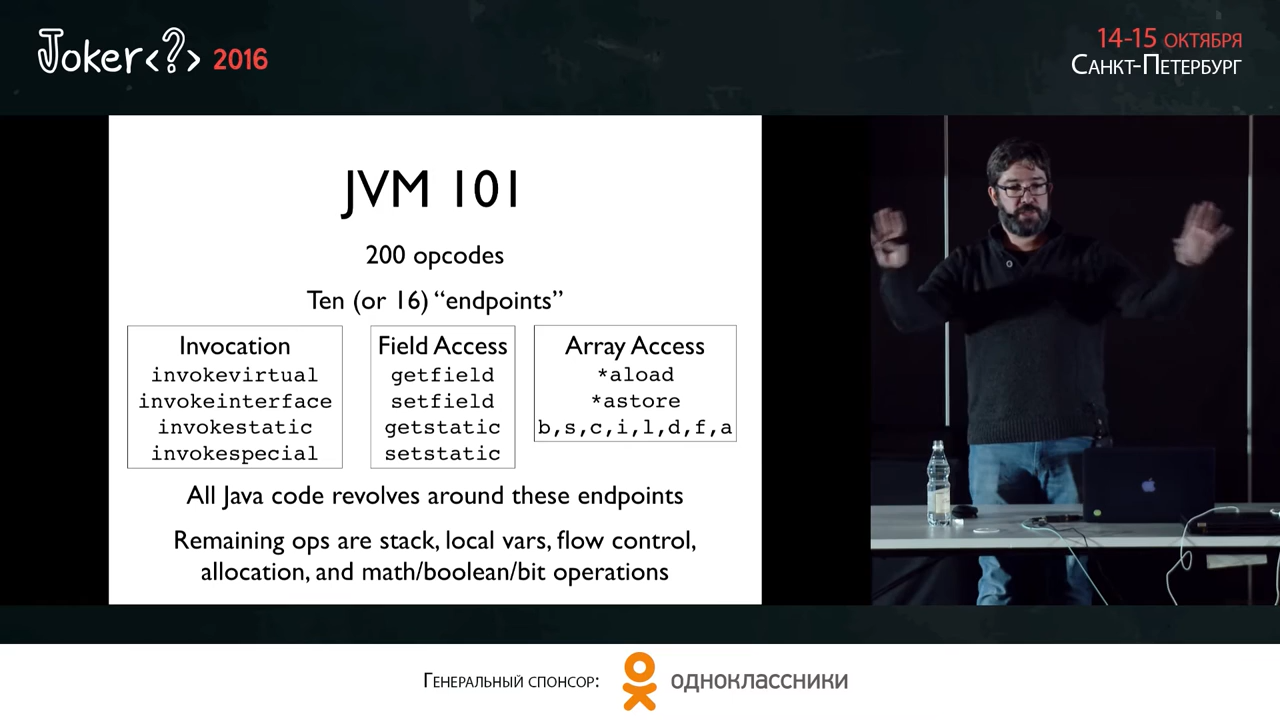 Joker<?> 2016
14-15 ОКТЯБРЯ
САНКТ-ПЕТЕРБУРГ
JVM 101
200 opcodes
Ten (or 16) “endpoints”
Invocation
invokevirtual
invokeinterface
invokestatic
invokespecial
Field Access
getfield
setfield
getstatic
setstatic
Array Access
*aload
*astore
b,s,c,i,l,d,f,a
All Java code revolves around these endpoints
Remaining ops are stack, local vars, flow control,
allocation, and math/boolean/bit operations
ГЕНЕРАЛЬНЫЙ СПОНСОР: одноклассники